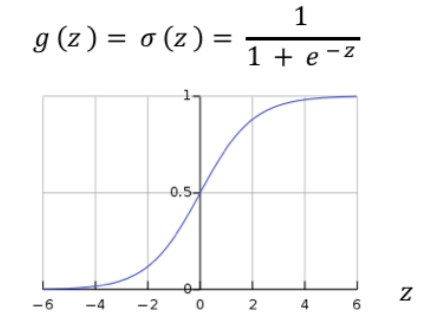 g (z) = σ (z) = 1 / 1 + e ^ −z
1
0.5
0
−6 −4 −2 0 2 4 6 z